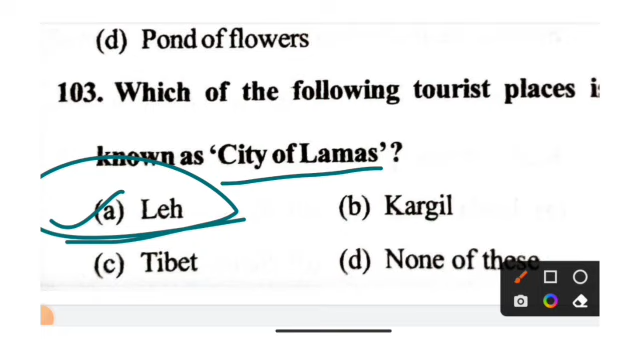 (d) Pond of flowers
103. Which of the following tourist places is
known as ‘City of Lamas’?
(a) Leh (b) Kargil
(c) Tibet (d) None of these